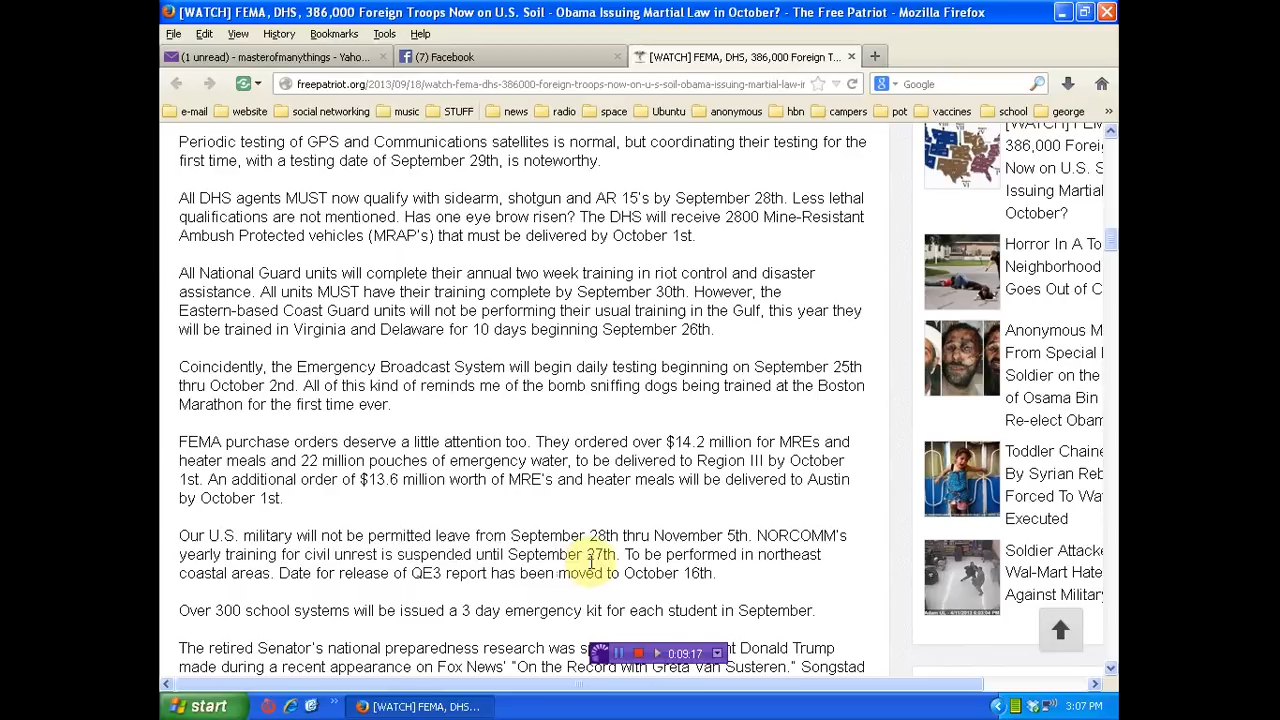 [WATCH] FEMA, DHS, 386,000 Foreign Troops Now on U.S. Soil - Obama Issuing Martial Law in October? - The Free Patriot - Mozilla Firefox
File Edit View History Bookmarks Tools Help
(1 unread) - masterofmanythings - Yaho...
(7) Facebook
[WATCH] FEMA, DHS, 386,000 Foreign T...
freepatriot.org/2013/09/18/watch-fema-dhs-386000-foreign-troops-now-on-u-s-soil-obama-issuing-martial-law-ir
Google
e-mail website social networking music STUFF news radio space Ubuntu anonymous hbn campers pot vaccines school george
Periodic testing of GPS and Communications satellites is normal, but coordinating their testing for the
first time, with a testing date of September 29th, is noteworthy.
All DHS agents MUST now qualify with sidearm, shotgun and AR 15's by September 28th. Less lethal
qualifications are not mentioned. Has one eye brow risen? The DHS will receive 2800 Mine-Resistant
Ambush Protected vehicles (MRAP's) that must be delivered by October 1st.
All National Guard units will complete their annual two week training in riot control and disaster
assistance. All units MUST have their training complete by September 30th. However, the
Eastern-based Coast Guard units will not be performing their usual training in the Gulf, this year they
will be trained in Virginia and Delaware for 10 days beginning September 26th.
Coincidently, the Emergency Broadcast System will begin daily testing beginning on September 25th
thru October 2nd. All of this kind of reminds me of the bomb sniffing dogs being trained at the Boston
Marathon for the first time ever.
FEMA purchase orders deserve a little attention too. They ordered over $14.2 million for MREs and
heater meals and 22 million pouches of emergency water, to be delivered to Region III by October
1st. An additional order of $13.6 million worth of MRE's and heater meals will be delivered to Austin
by October 1st.
Our U.S. military will not be permitted leave from September 28th thru November 5th. NORCOMM's
yearly training for civil unrest is suspended until September 27th. To be performed in northeast
coastal areas. Date for release of QE3 report has been moved to October 16th.
Over 300 school systems will be issued a 3 day emergency kit for each student in September.
The retired Senator's national preparedness research was s nt Donald Trump
made during a recent appearance on Fox News' "On the Record with Greta Van Susteren." Songstad
[WATCH] FEM
386,000 Foreig
Now on U.S. S
Issuing Martial
October?
Horror In A To
Neighborhood
Goes Out of C
Anonymous M
From Special
Soldier on the
of Osama Bin
Re-elect Obam
Toddler Chaine
By Syrian Reb
Forced To Wa
Executed
Soldier Attacke
Wal-Mart Hate
Against Military
0:09:17
start
[WATCH] FEMA, DHS...
3:07 PM